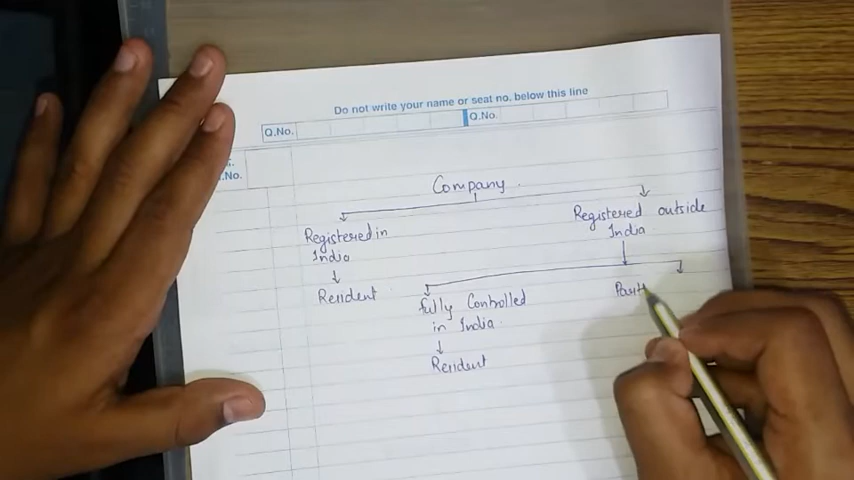 Do not write your name or seat no. below this line
Q.No.
Q.No.
.No.
Company
Registered in
India
Resident
Registered outside
India
Fully Controlled
in India
Resident
Part